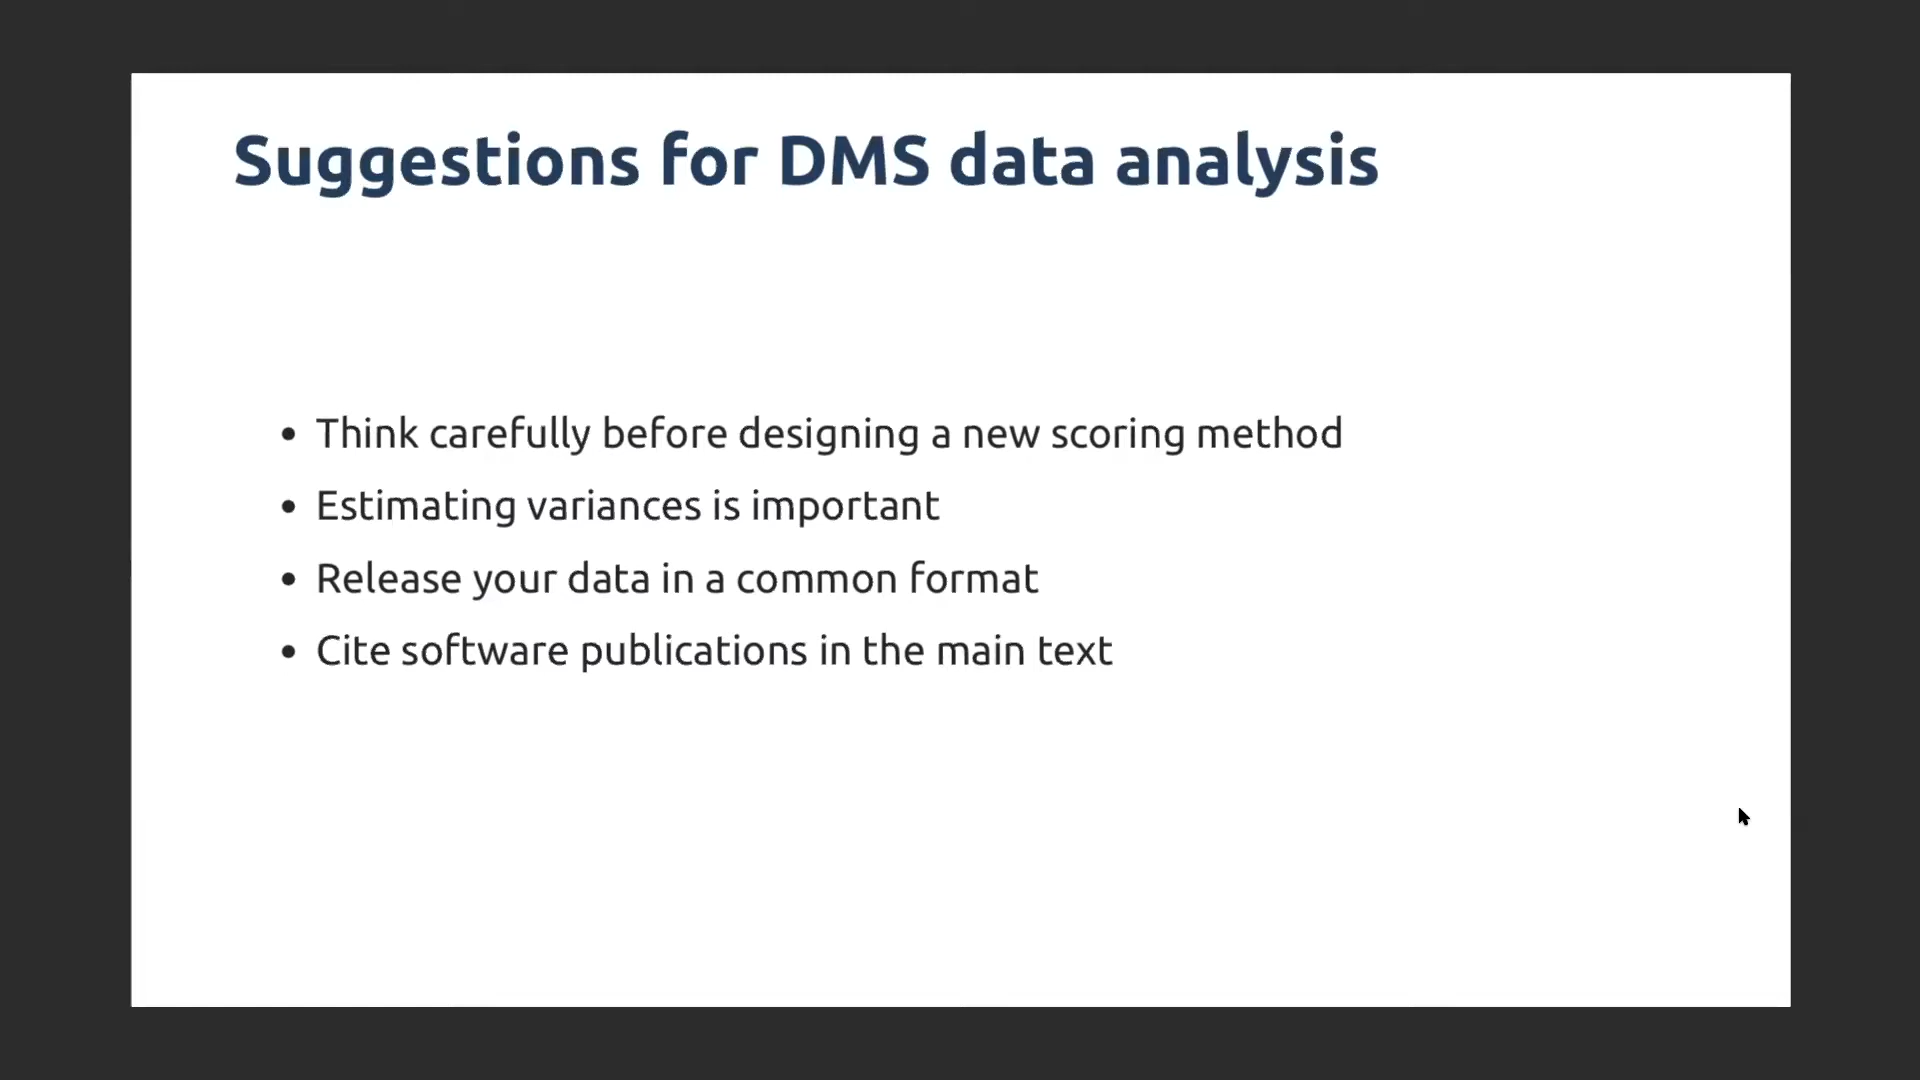 Suggestions for DMS data analysis
• Think carefully before designing a new scoring method
• Estimating variances is important
• Release your data in a common format
• Cite software publications in the main text